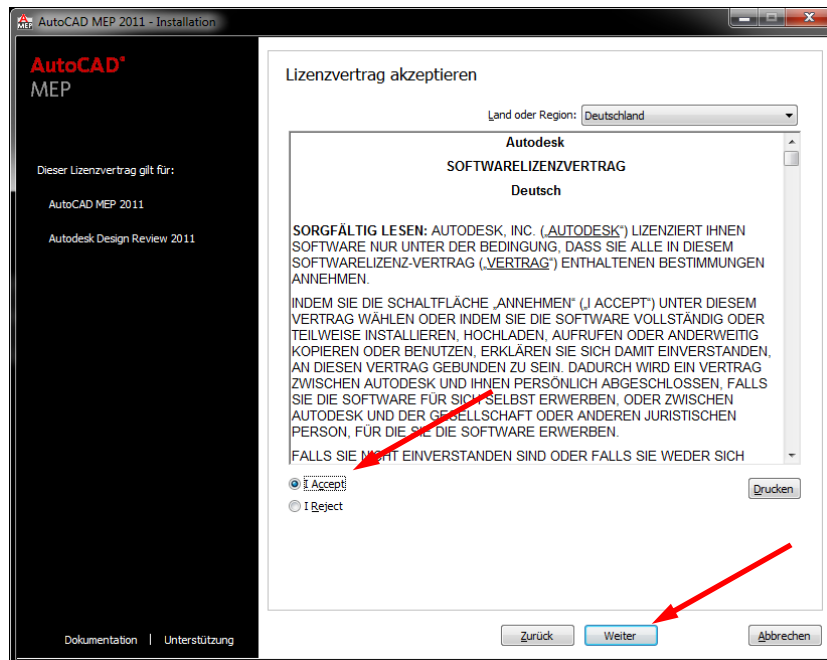 AutoCAD MEP 2011 - Installation
AutoCAD®
MEP
Dieser Lizenzvertrag gilt für:
AutoCAD MEP 2011
Autodesk Design Review 2011
Dokumentation | Unterstützung
Lizenzvertrag akzeptieren
Land oder Region: Deutschland
Autodesk
SOFTWARELIZENZVERTRAG
Deutsch
SORGFÄLTIG LESEN: AUTODESK, INC. („AUTODESK“) LIZENZIERT IHNEN
SOFTWARE NUR UNTER DER BEDINGUNG, DASS SIE ALLE IN DIESEM
SOFTWARELIZENZ-VERTRAG („VERTRAG“) ENTHALTENEN BESTIMMUNGEN
ANNEHMEN.
INDEM SIE DIE SCHALTFLÄCHE „ANNEHMEN“ („I ACCEPT“) UNTER DIESEM
VERTRAG WÄHLEN ODER INDEM SIE DIE SOFTWARE VOLLSTÄNDIG ODER
TEILWEISE INSTALLIEREN, HOCHLADEN, AUFRUFEN ODER ANDERWEITIG
KOPIEREN ODER BENUTZEN, ERKLÄREN SIE SICH DAMIT EINVERSTANDEN,
AN DIESEN VERTRAG GEBUNDEN ZU SEIN. DADURCH WIRD EIN VERTRAG
ZWISCHEN AUTODESK UND IHNEN PERSÖNLICH ABGESCHLOSSEN, FALLS
SIE DIE SOFTWARE FÜR SICH SELBST ERWERBEN, ODER ZWISCHEN
AUTODESK UND DER GESELLSCHAFT ODER ANDEREN JURISTISCHEN
PERSON, FÜR DIE SIE DIE SOFTWARE ERWERBEN.
FALLS SIE NICHT EINVERSTANDEN SIND ODER FALLS SIE WEDER SICH
I Accept
I Reject
Drucken
Zurück
Weiter
Abbrechen